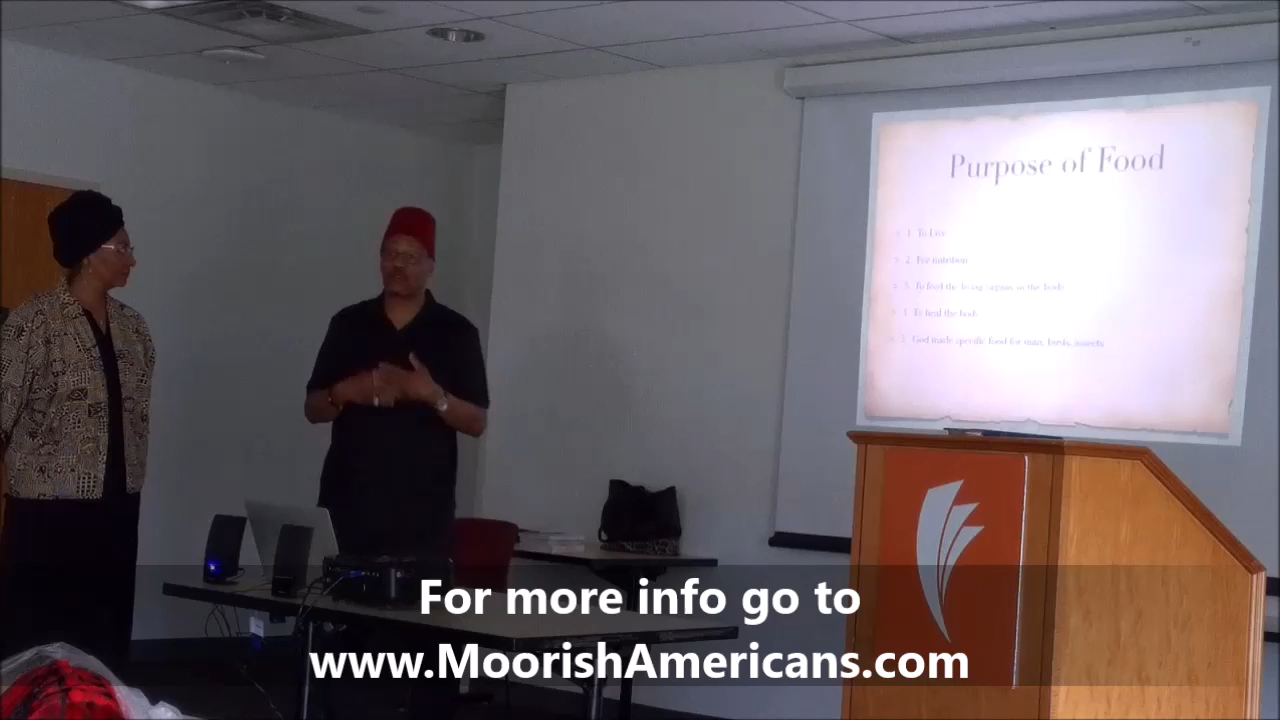 Purpose of Food
1. To Live
2. For nutrition
3. To feed the living organs in the body
4. To heal the body
5. God made specific food for man, birds, insects
For more info go to
www.MoorishAmericans.com